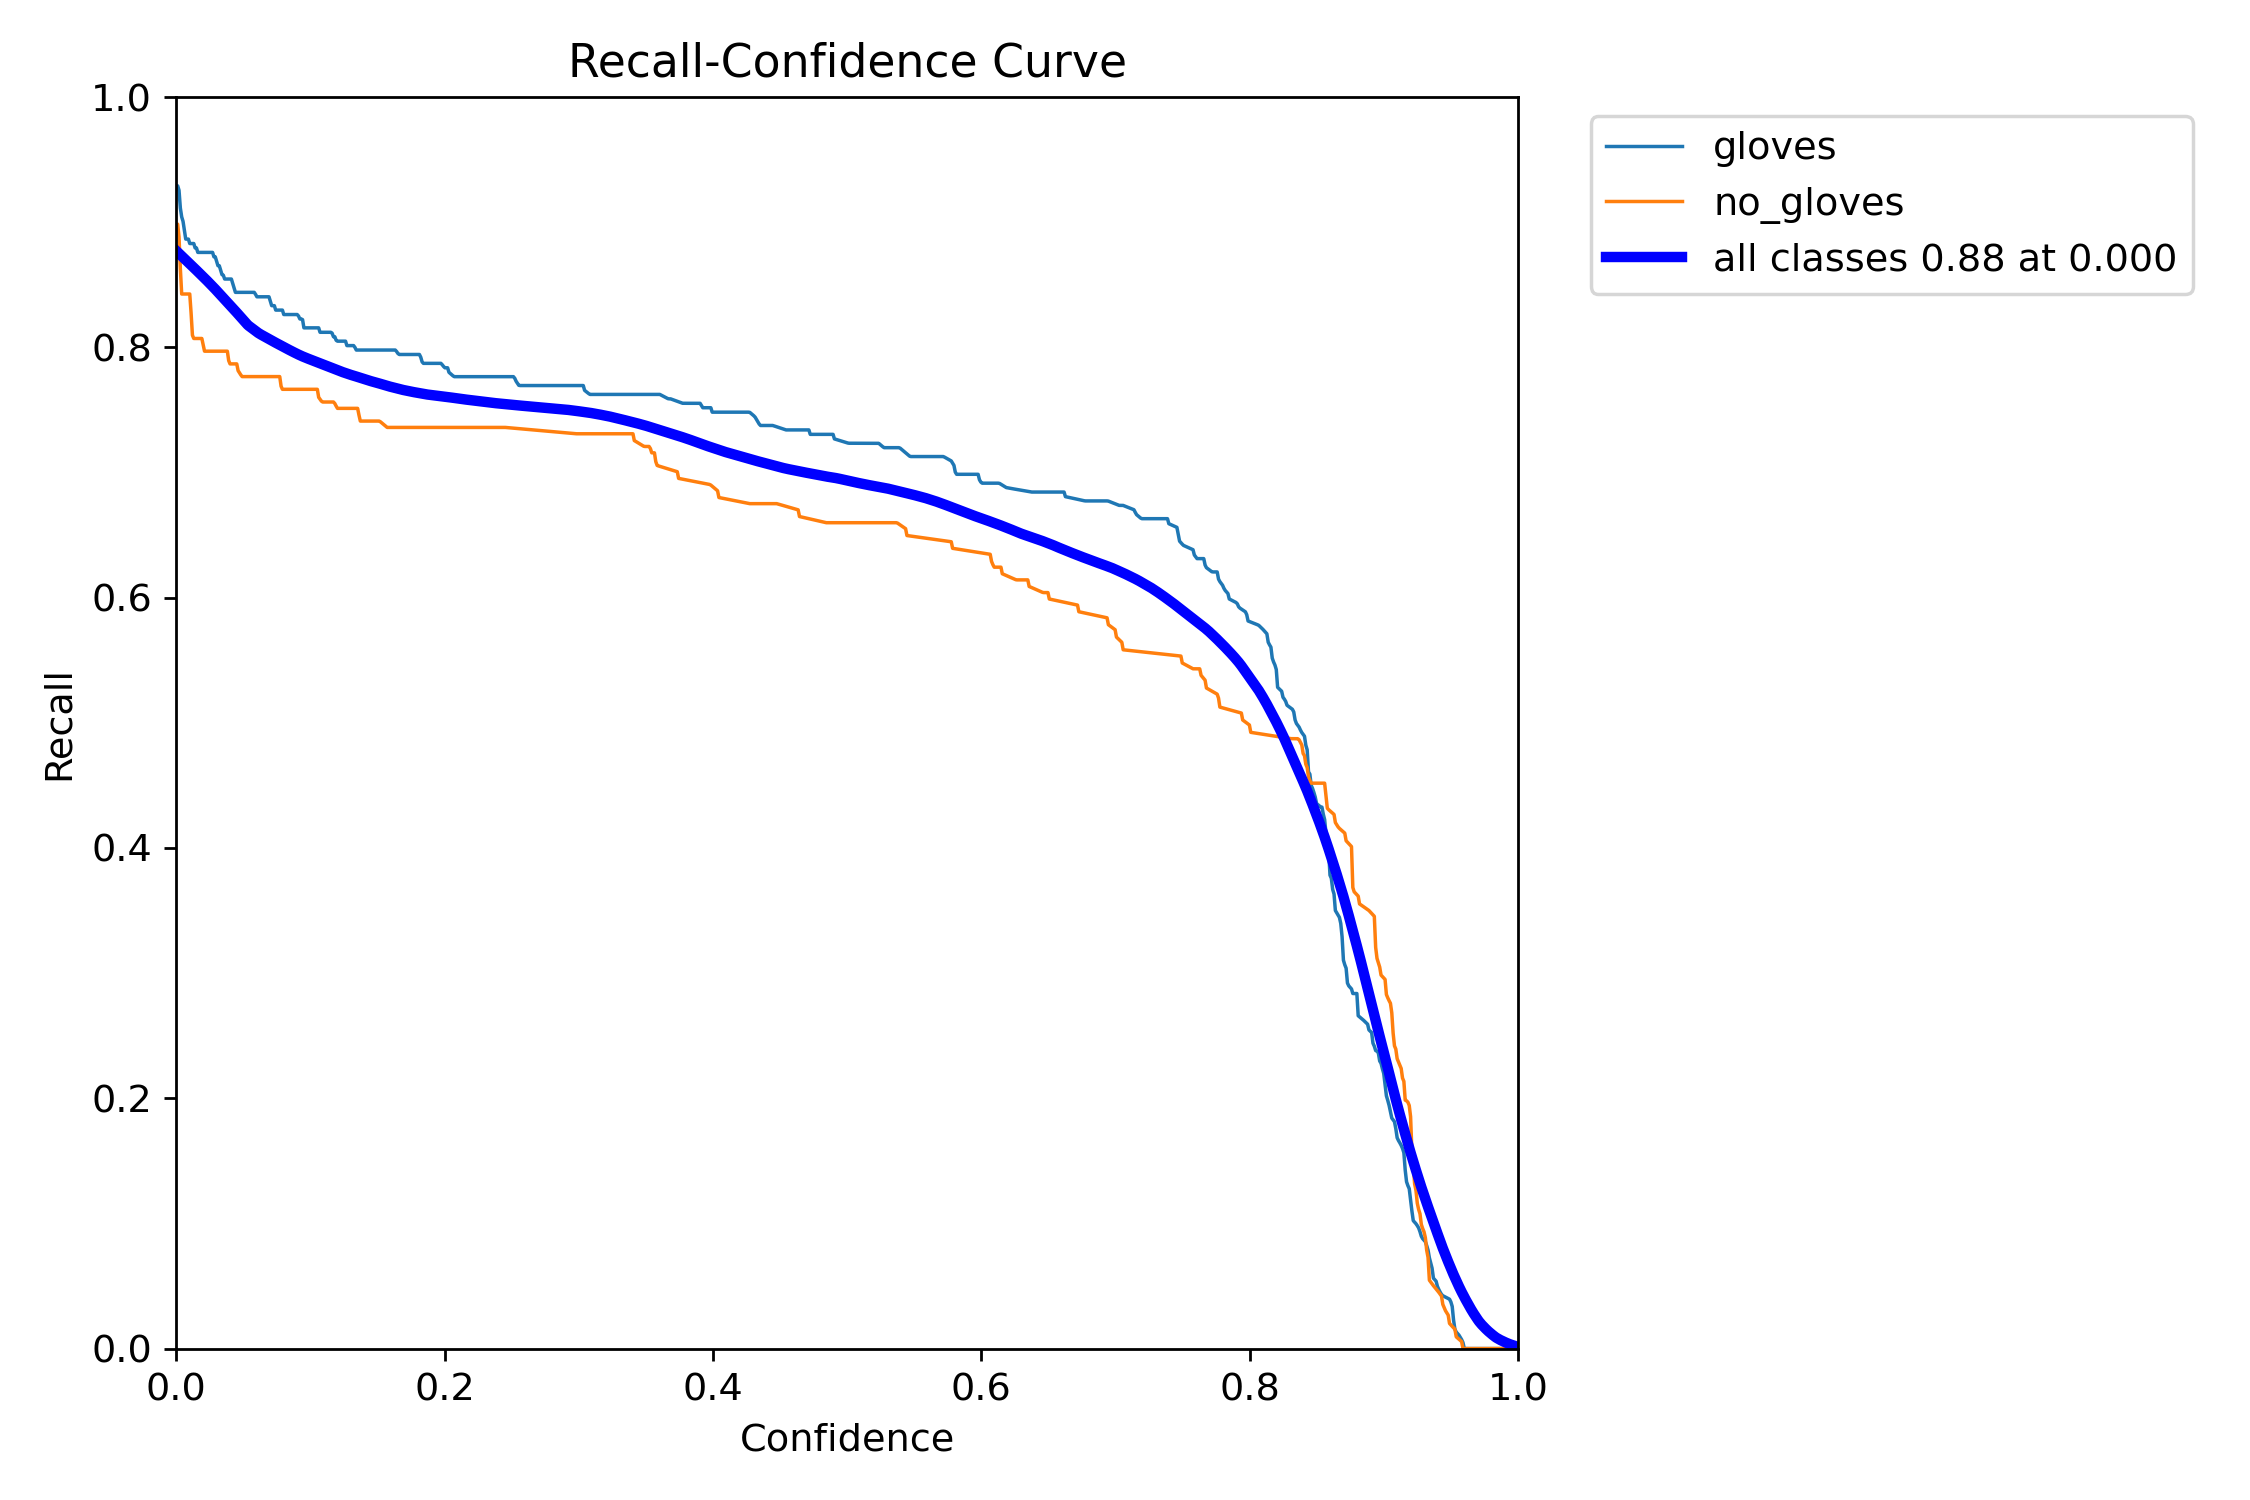 Recall-Confidence Curve
1.0
0.8
0.6
0.4
0.2
0.0
Recall
0.0 0.2 0.4 0.6 0.8 1.0
Confidence
gloves
no_gloves
all classes 0.88 at 0.000